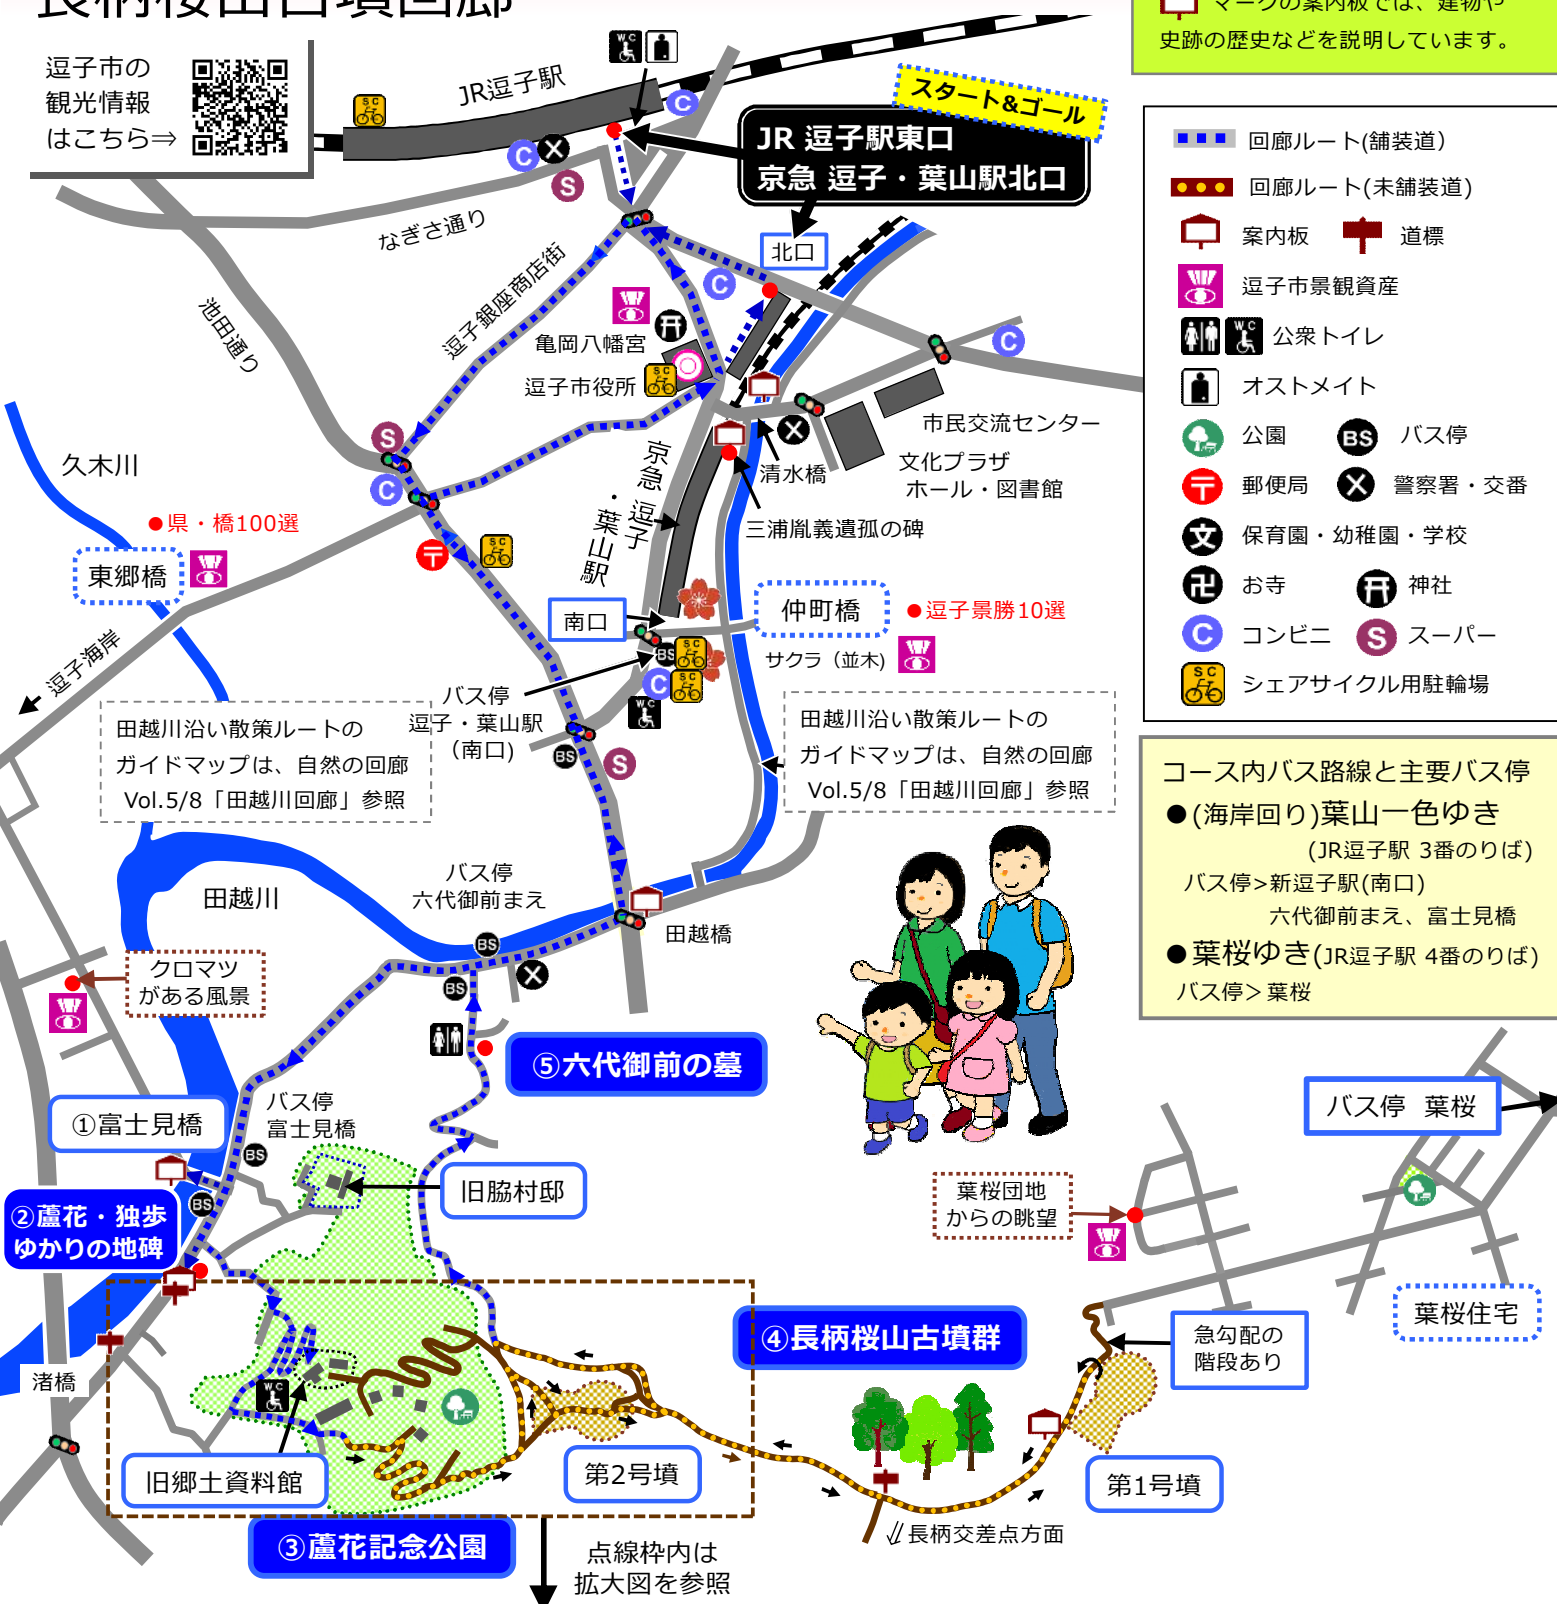 長柄桜山古墳回廊
マークの案内板では、建物や
史跡の歴史などを説明しています。
逗子市の
観光情報
はこちら⇒
JR逗子駅
WC
SC
C
S
スタート&ゴール
JR 逗子駅東口
京急 逗子・葉山駅北口
北口
なぎさ通り
逗子銀座商店街
池田通り
亀岡八幡宮
逗子市役所
市民交流センター
文化プラザ
ホール・図書館
清水橋
三浦胤義遺孤の碑
京急 逗子・葉山駅
久木川
●県・橋100選
東郷橋
逗子海岸
南口
仲町橋
●逗子景勝10選
サクラ（並木）
バス停
逗子・葉山駅
（南口)
BS
田越川沿い散策ルートの
ガイドマップは、自然の回廊
Vol.5/8「田越川回廊」参照
田越川沿い散策ルートの
ガイドマップは、自然の回廊
Vol.5/8「田越川回廊」参照
回廊ルート(舗装道）
回廊ルート(未舗装道)
案内板
道標
逗子市景観資産
公衆トイレ
オストメイト
公園
BS バス停
〒 郵便局
警察署・交番
文 保育園・幼稚園・学校
卍 お寺
神社
C コンビニ
S スーパー
SC シェアサイクル用駐輪場
コース内バス路線と主要バス停
●(海岸回り)葉山一色ゆき
(JR逗子駅 3番のりば)
バス停>新逗子駅(南口)
六代御前まえ、富士見橋
●葉桜ゆき(JR逗子駅 4番のりば)
バス停＞葉桜
田越川
バス停
六代御前まえ
田越橋
クロマツ
がある風景
⑤六代御前の墓
①富士見橋
バス停
富士見橋
旧脇村邸
②蘆花・独歩
ゆかりの地碑
渚橋
旧郷土資料館
③蘆花記念公園
第2号墳
④長柄桜山古墳群
点線枠内は
拡大図を参照
長柄交差点方面
第1号墳
急勾配の
階段あり
葉桜団地
からの眺望
バス停 葉桜
葉桜住宅